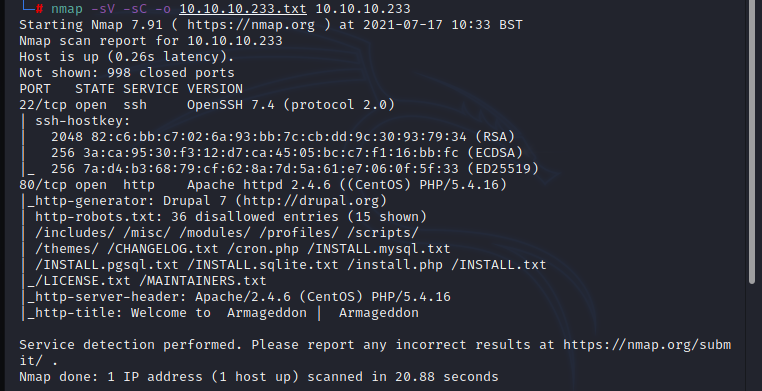 └─# nmap -sV -sC -o 10.10.10.233.txt 10.10.10.233
Starting Nmap 7.91 ( https://nmap.org ) at 2021-07-17 10:33 BST
Nmap scan report for 10.10.10.233
Host is up (0.26s latency).
Not shown: 998 closed ports
PORT   STATE SERVICE VERSION
22/tcp open  ssh     OpenSSH 7.4 (protocol 2.0)
| ssh-hostkey:
|   2048 82:c6:bb:c7:02:6a:93:bb:7c:cb:dd:9c:30:93:79:34 (RSA)
|   256 3a:ca:95:30:f3:12:d7:ca:45:05:bc:c7:f1:16:bb:fc (ECDSA)
|_  256 7a:d4:b3:68:79:cf:62:8a:7d:5a:61:e7:06:0f:5f:33 (ED25519)
80/tcp open  http    Apache httpd 2.4.6 ((CentOS) PHP/5.4.16)
|_http-generator: Drupal 7 (http://drupal.org)
| http-robots.txt: 36 disallowed entries (15 shown)
| /includes/ /misc/ /modules/ /profiles/ /scripts/
| /themes/ /CHANGELOG.txt /cron.php /INSTALL.mysql.txt
| /INSTALL.pgsql.txt /INSTALL.sqlite.txt /install.php /INSTALL.txt
|_/LICENSE.txt /MAINTAINERS.txt
|_http-server-header: Apache/2.4.6 (CentOS) PHP/5.4.16
|_http-title: Welcome to  Armageddon |  Armageddon
Service detection performed. Please report any incorrect results at https://nmap.org/subm
it/ .
Nmap done: 1 IP address (1 host up) scanned in 20.88 seconds